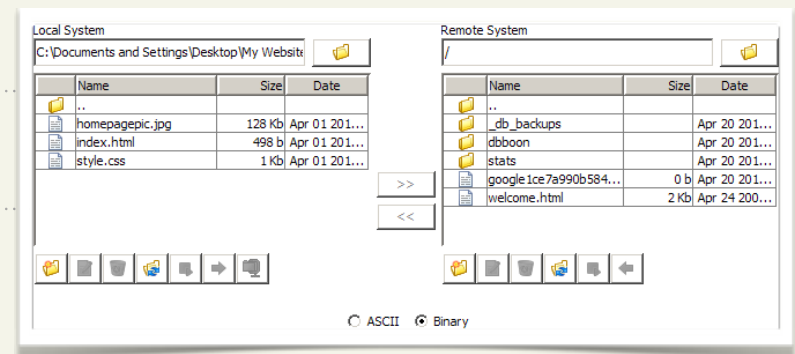 Local System
Remote System
C:\Documents and Settings\Desktop\My Website
/
Name Size Date
..
homepagepic.jpg 128 Kb Apr 01 201...
index.html 498 b Apr 01 201...
style.css 1 Kb Apr 01 201...
>>
<<
Name Size Date
..
_db_backups Apr 20 201...
dbboon Apr 20 201...
stats Apr 20 201...
google1ce7a990b584... 0 b Apr 20 201...
welcome.html 2 Kb Apr 24 200...
ASCII Binary